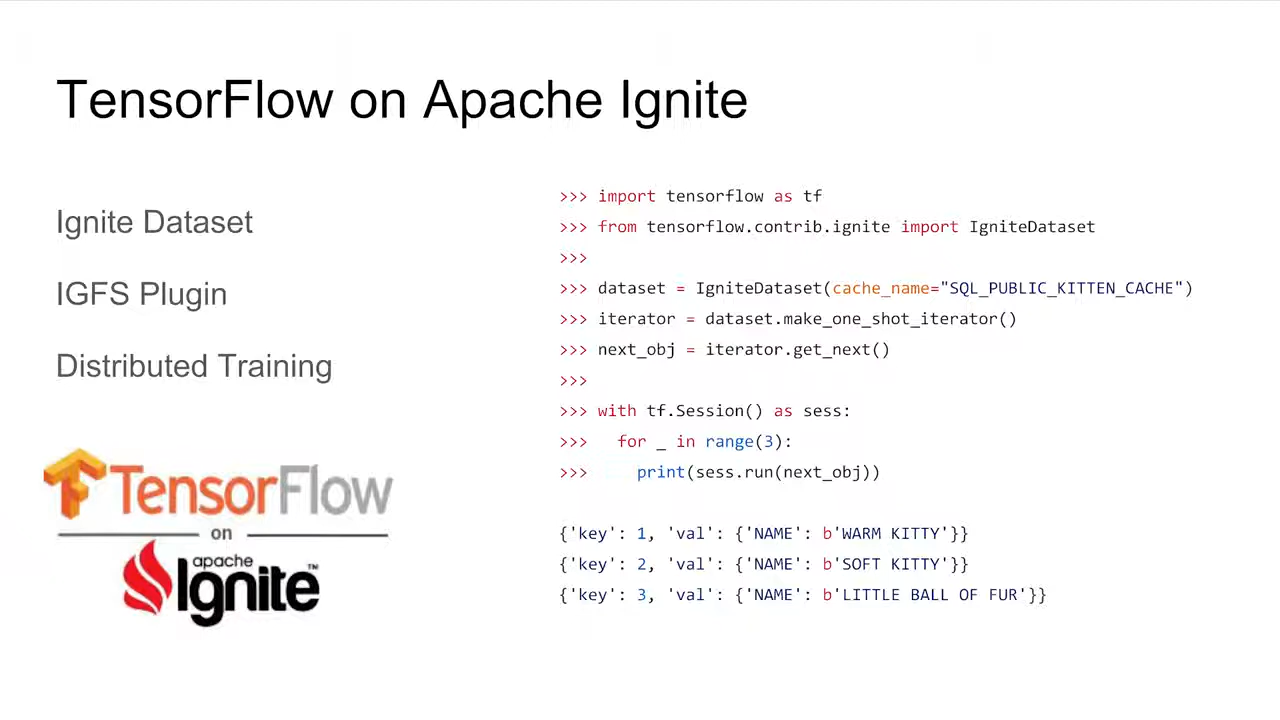 TensorFlow on Apache Ignite
Ignite Dataset
IGFS Plugin
Distributed Training
TensorFlow
on
apache
Ignite™
>>> import tensorflow as tf
>>> from tensorflow.contrib.ignite import IgniteDataset
>>>
>>> dataset = IgniteDataset(cache_name="SQL_PUBLIC_KITTEN_CACHE")
>>> iterator = dataset.make_one_shot_iterator()
>>> next_obj = iterator.get_next()
>>>
>>> with tf.Session() as sess:
>>>   for _ in range(3):
>>>     print(sess.run(next_obj))
{'key': 1, 'val': {'NAME': b'WARM KITTY'}}
{'key': 2, 'val': {'NAME': b'SOFT KITTY'}}
{'key': 3, 'val': {'NAME': b'LITTLE BALL OF FUR'}}